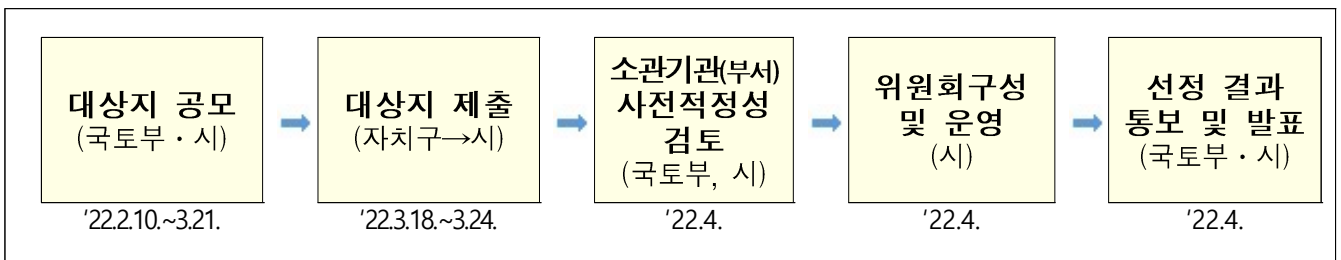 대상지 공모
(국토부・시)
'22.2.10.~3.21.
대상지 제출
(자치구→시)
'22.3.18.~3.24.
소관기관(부서)
사전적정성
검토
(국토부, 시)
'22.4.
위원회구성
및 운영
(시)
'22.4.
선정 결과
통보 및 발표
(국토부・시)
'22.4.